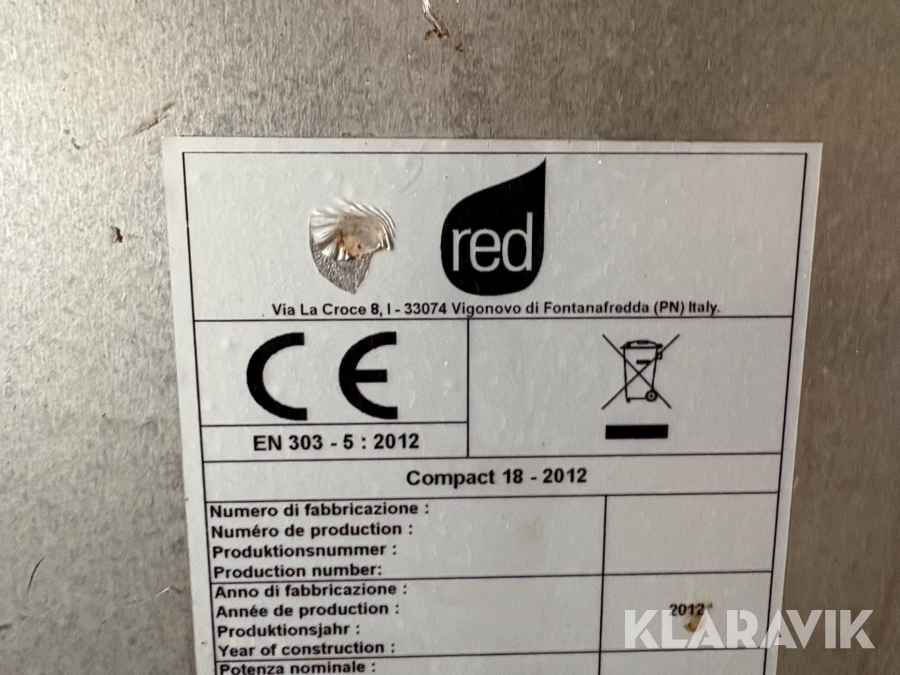 red
Via La Croce 8, I - 33074 Vigonovo di Fontanafredda (PN) Italy.
CE
EN 303 - 5 : 2012
Compact 18 - 2012
Numero di fabbricazione :
Numéro de production :
Produktionsnummer :
Production number:
Anno di fabbricazione :
Année de production :
Produktionsjahr :
Year of construction :
2012
Potenza nominale :
KLARAVIK